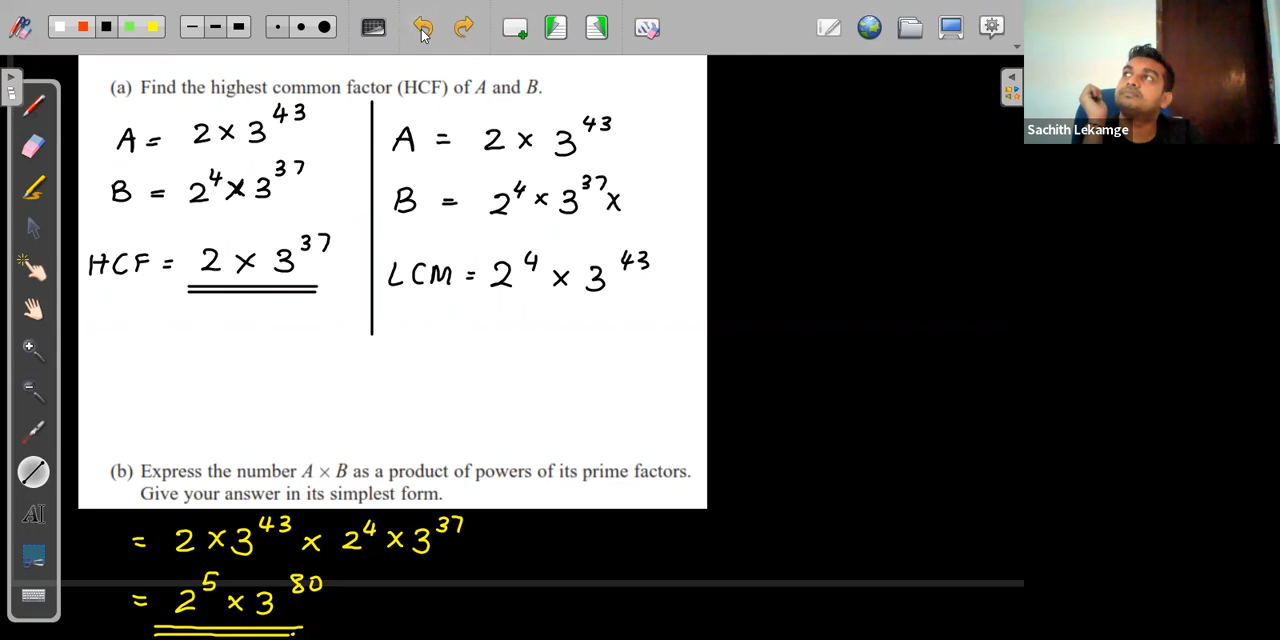 (a) Find the highest common factor (HCF) of A and B.
A = 2 × 3^43
B = 2^4 × 3^37
HCF = 2 × 3^37
A = 2 × 3^43
B = 2^4 × 3^37 ×
LCM = 2^4 × 3^43
(b) Express the number A × B as a product of powers of its prime factors.
Give your answer in its simplest form.
= 2 × 3^43 × 2^4 × 3^37
= 2^5 × 3^80
Sachith Lekamge
AI